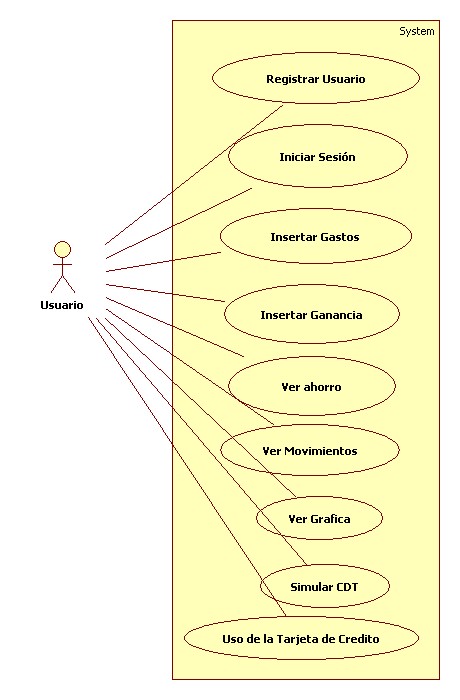 System
Registrar Usuario
Iniciar Sesión
Insertar Gastos
Usuario
Insertar Ganancia
Ver ahorro
Ver Movimientos
Ver Grafica
Simular CDT
Uso de la Tarjeta de Credito